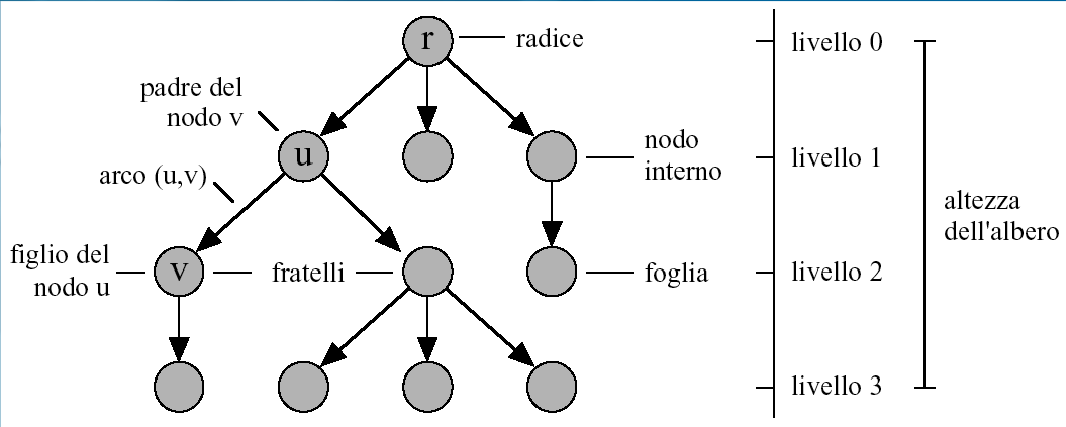 r
radice
livello 0
padre del
nodo v
u
nodo
interno
livello 1
arco (u,v)
altezza
dell'albero
figlio del
nodo u
v
fratelli
foglia
livello 2
livello 3